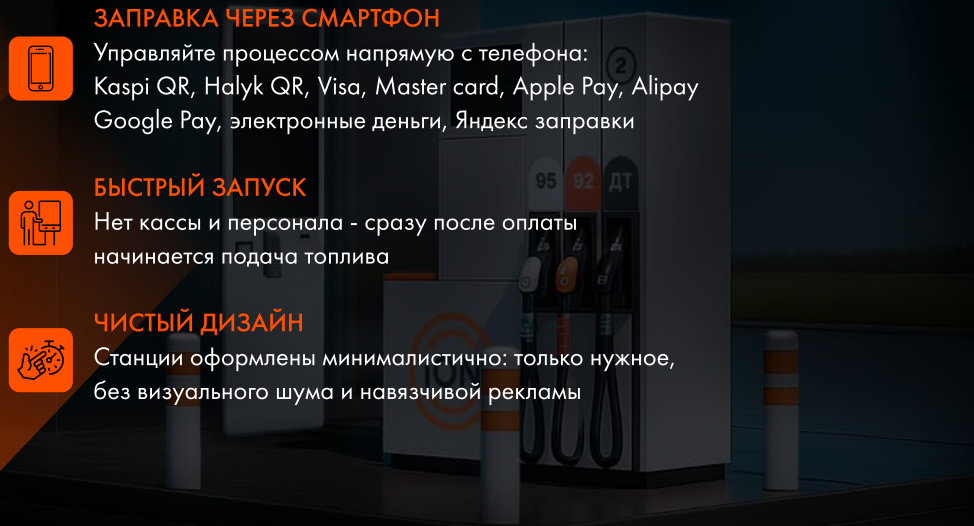 ЗАПРАВКА ЧЕРЕЗ СМАРТФОН
Управляйте процессом напрямую с телефона:
Kaspi QR, Halyk QR, Visa, Master card, Apple Pay, Alipay
Google Pay, электронные деньги, Яндекс заправки
2
95 92 ДТ
БЫСТРЫЙ ЗАПУСК
Нет кассы и персонала - сразу после оплаты
начинается подача топлива
ЧИСТЫЙ ДИЗАЙН
Станции оформлены минималистично: только нужное,
без визуального шума и навязчивой рекламы
ION